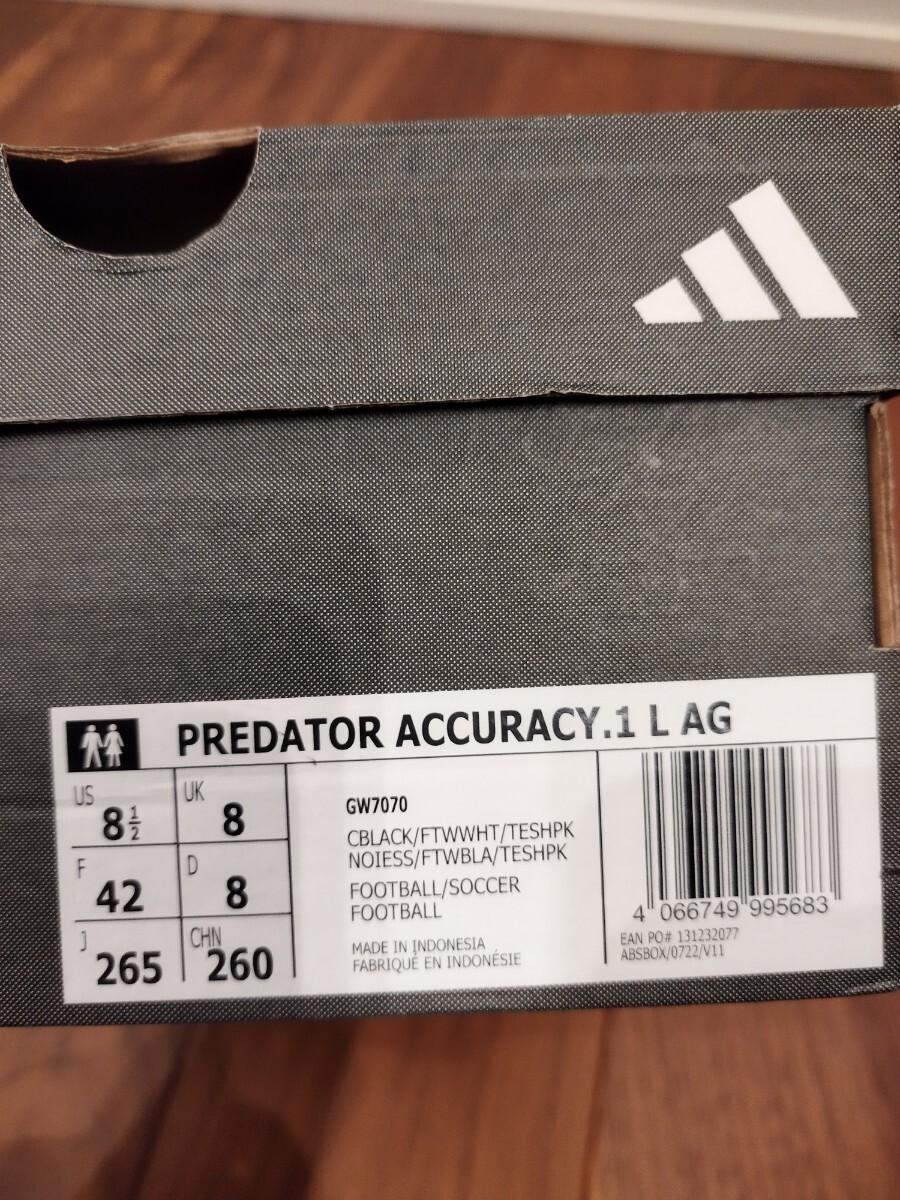 PREDATOR ACCURACY.1 L AG
US
8½
UK
8
F
42
D
8
J
265
CHN
260
GW7070
CBLACK/FTWWHT/TESHPK
NOIESS/FTWBLA/TESHPK
FOOTBALL/SOCCER
FOOTBALL
MADE IN INDONESIA
FABRIQUÉ EN INDONÉSIE
4 066749 995683
EAN PO# 131232077
ABSBOX/0722/V11